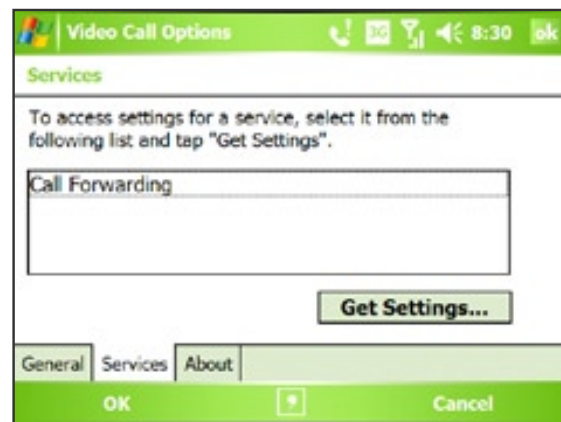 Video Call Options 3G 8:30 ok
Services
To access settings for a service, select it from the
following list and tap "Get Settings".
Call Forwarding
Get Settings...
General Services About
OK Cancel